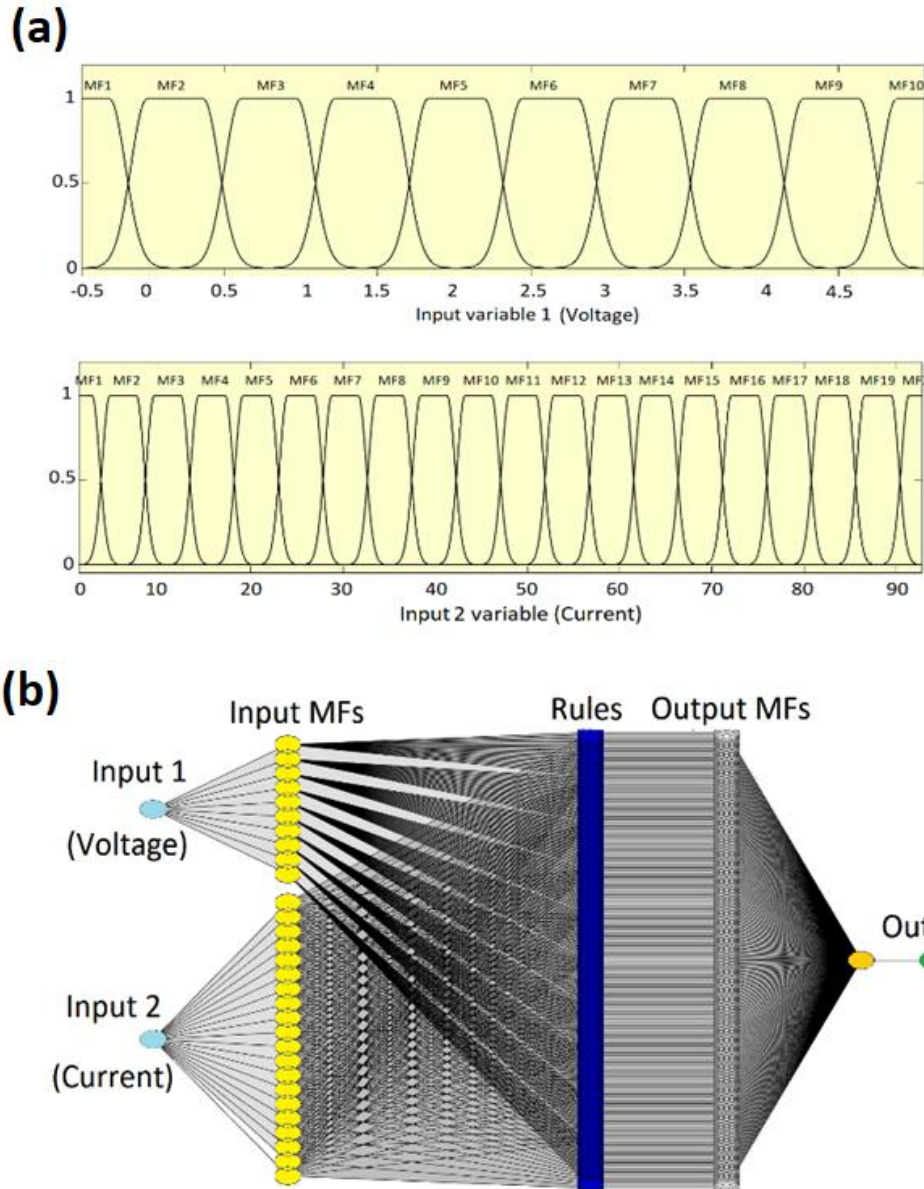 (a)
MF1 MF2 MF3 MF4 MF5 MF6 MF7 MF8 MF9 MF10
1
0.5
0
-0.5 0 0.5 1 1.5 2 2.5 3 3.5 4 4.5
Input variable 1 (Voltage)
MF1 MF2 MF3 MF4 MF5 MF6 MF7 MF8 MF9 MF10 MF11 MF12 MF13 MF14 MF15 MF16 MF17 MF18 MF19 MF
1
0.5
0
0 10 20 30 40 50 60 70 80 90
Input 2 variable (Current)
(b)
Input MFs Rules Output MFs
Input 1
(Voltage)
Out
Input 2
(Current)